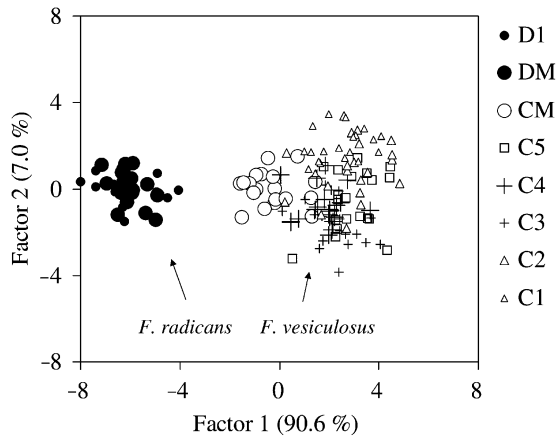 8
4
0
−4
−8
Factor 2 (7.0 %)
F. radicans
F. vesiculosus
−8 −4 0 4 8
Factor 1 (90.6 %)
D1
DM
CM
C5
C4
C3
C2
C1